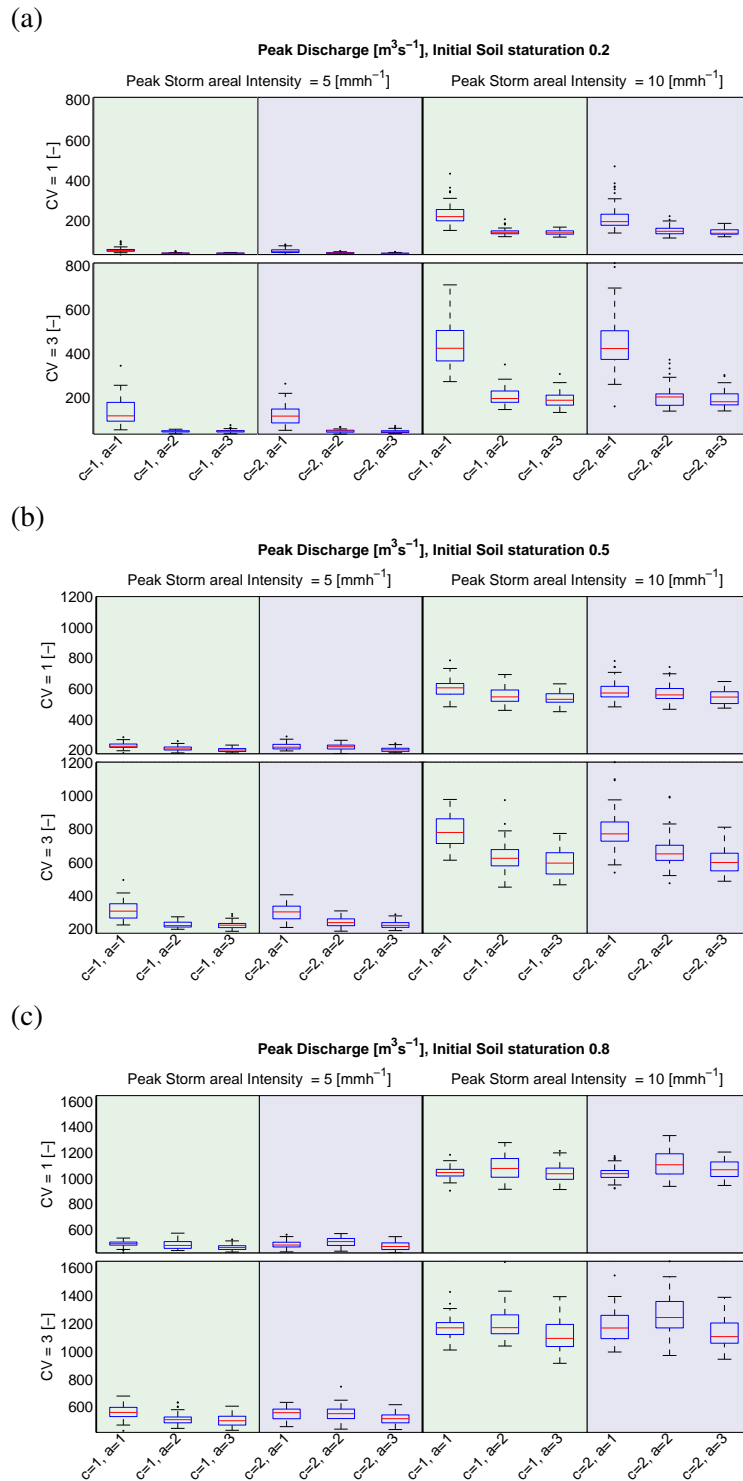 (a)
Peak Discharge [m³s⁻¹], Initial Soil staturation 0.2
Peak Storm areal Intensity = 5 [mmh⁻¹] Peak Storm areal Intensity = 10 [mmh⁻¹]
800
600
400
200
CV = 1 [−]
800
600
400
200
CV = 3 [−]
c=1, a=1 c=1, a=2 c=1, a=3 c=2, a=1 c=2, a=2 c=2, a=3 c=1, a=1 c=1, a=2 c=1, a=3 c=2, a=1 c=2, a=2 c=2, a=3
(b)
Peak Discharge [m³s⁻¹], Initial Soil staturation 0.5
Peak Storm areal Intensity = 5 [mmh⁻¹] Peak Storm areal Intensity = 10 [mmh⁻¹]
1200
1000
800
600
400
200
CV = 1 [−]
1200
1000
800
600
400
200
CV = 3 [−]
c=1, a=1 c=1, a=2 c=1, a=3 c=2, a=1 c=2, a=2 c=2, a=3 c=1, a=1 c=1, a=2 c=1, a=3 c=2, a=1 c=2, a=2 c=2, a=3
(c)
Peak Discharge [m³s⁻¹], Initial Soil staturation 0.8
Peak Storm areal Intensity = 5 [mmh⁻¹] Peak Storm areal Intensity = 10 [mmh⁻¹]
1600
1400
1200
1000
800
600
CV = 1 [−]
1600
1400
1200
1000
800
600
CV = 3 [−]
c=1, a=1 c=1, a=2 c=1, a=3 c=2, a=1 c=2, a=2 c=2, a=3 c=1, a=1 c=1, a=2 c=1, a=3 c=2, a=1 c=2, a=2 c=2, a=3